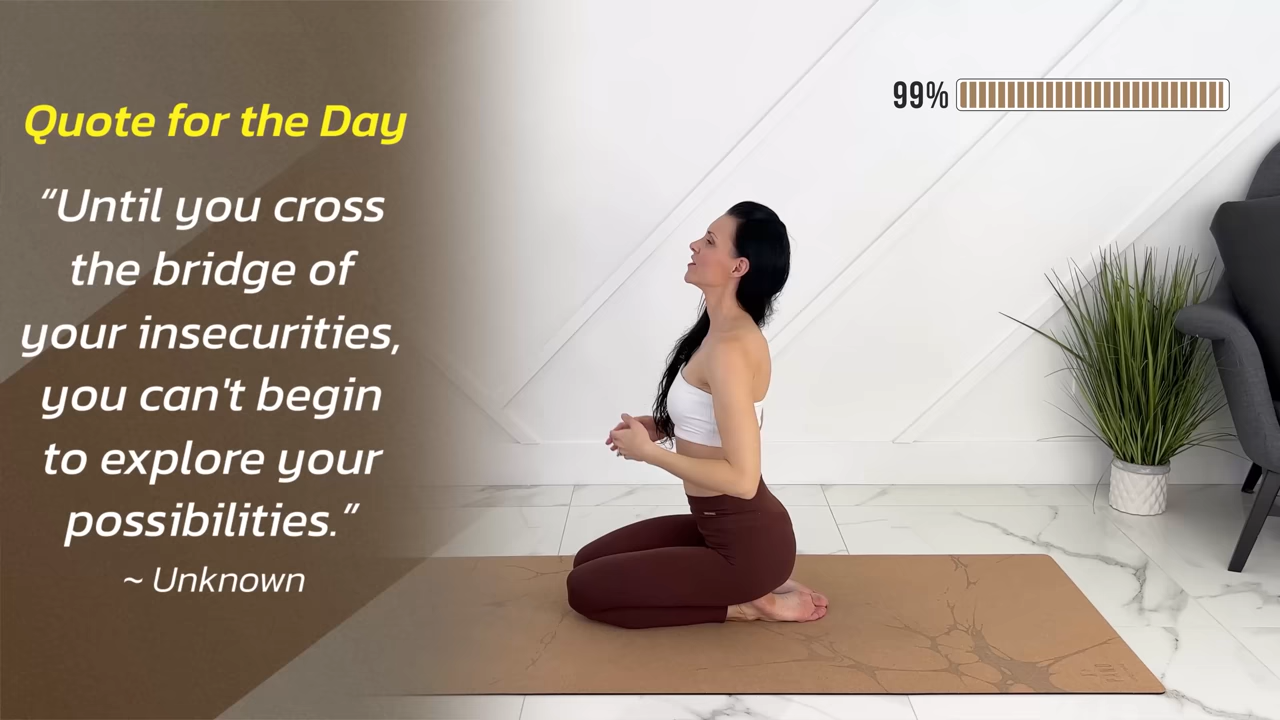 Quote for the Day
“Until you cross
the bridge of
your insecurities,
you can't begin
to explore your
possibilities.”
~ Unknown
99%